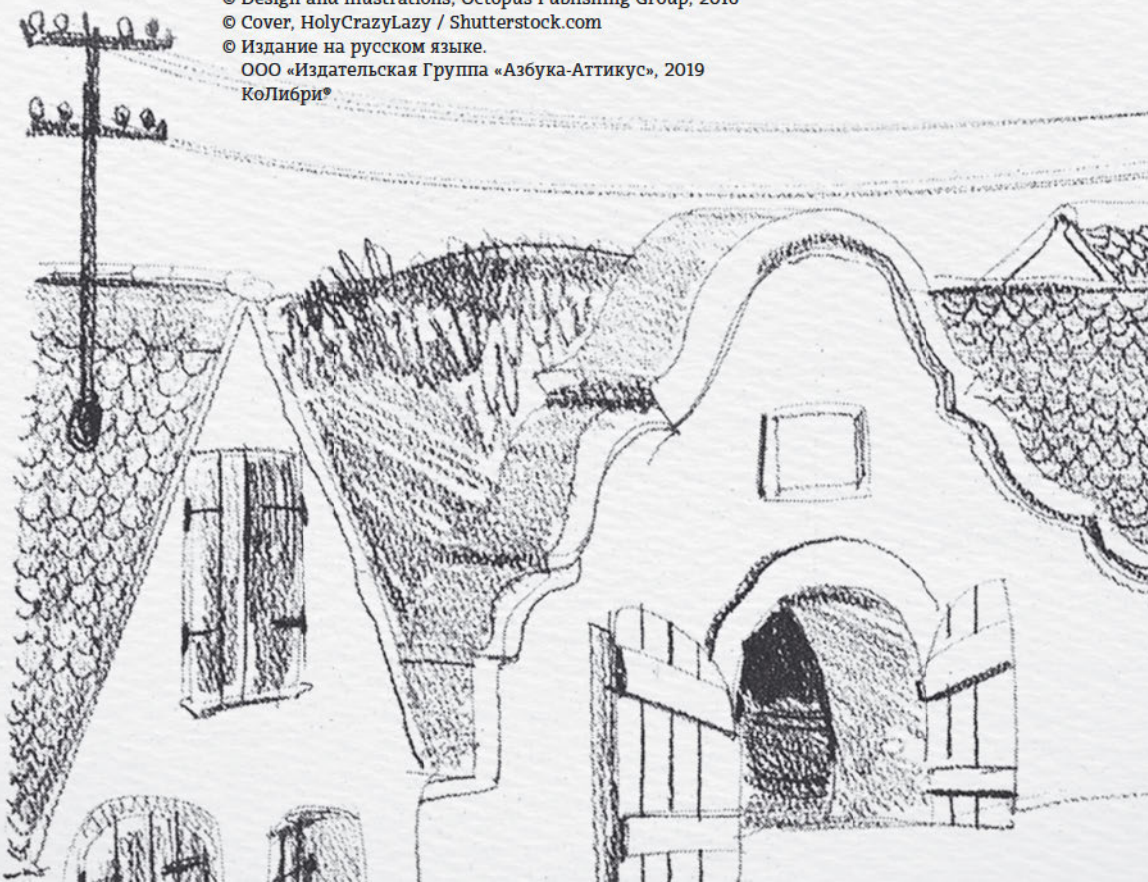 © Design and illustrations, Octopus Publishing Group, 2016
© Cover, HolyCrazyLazy / Shutterstock.com
© Издание на русском языке.
ООО «Издательская Группа «Азбука-Аттикус», 2019
КоЛибри®